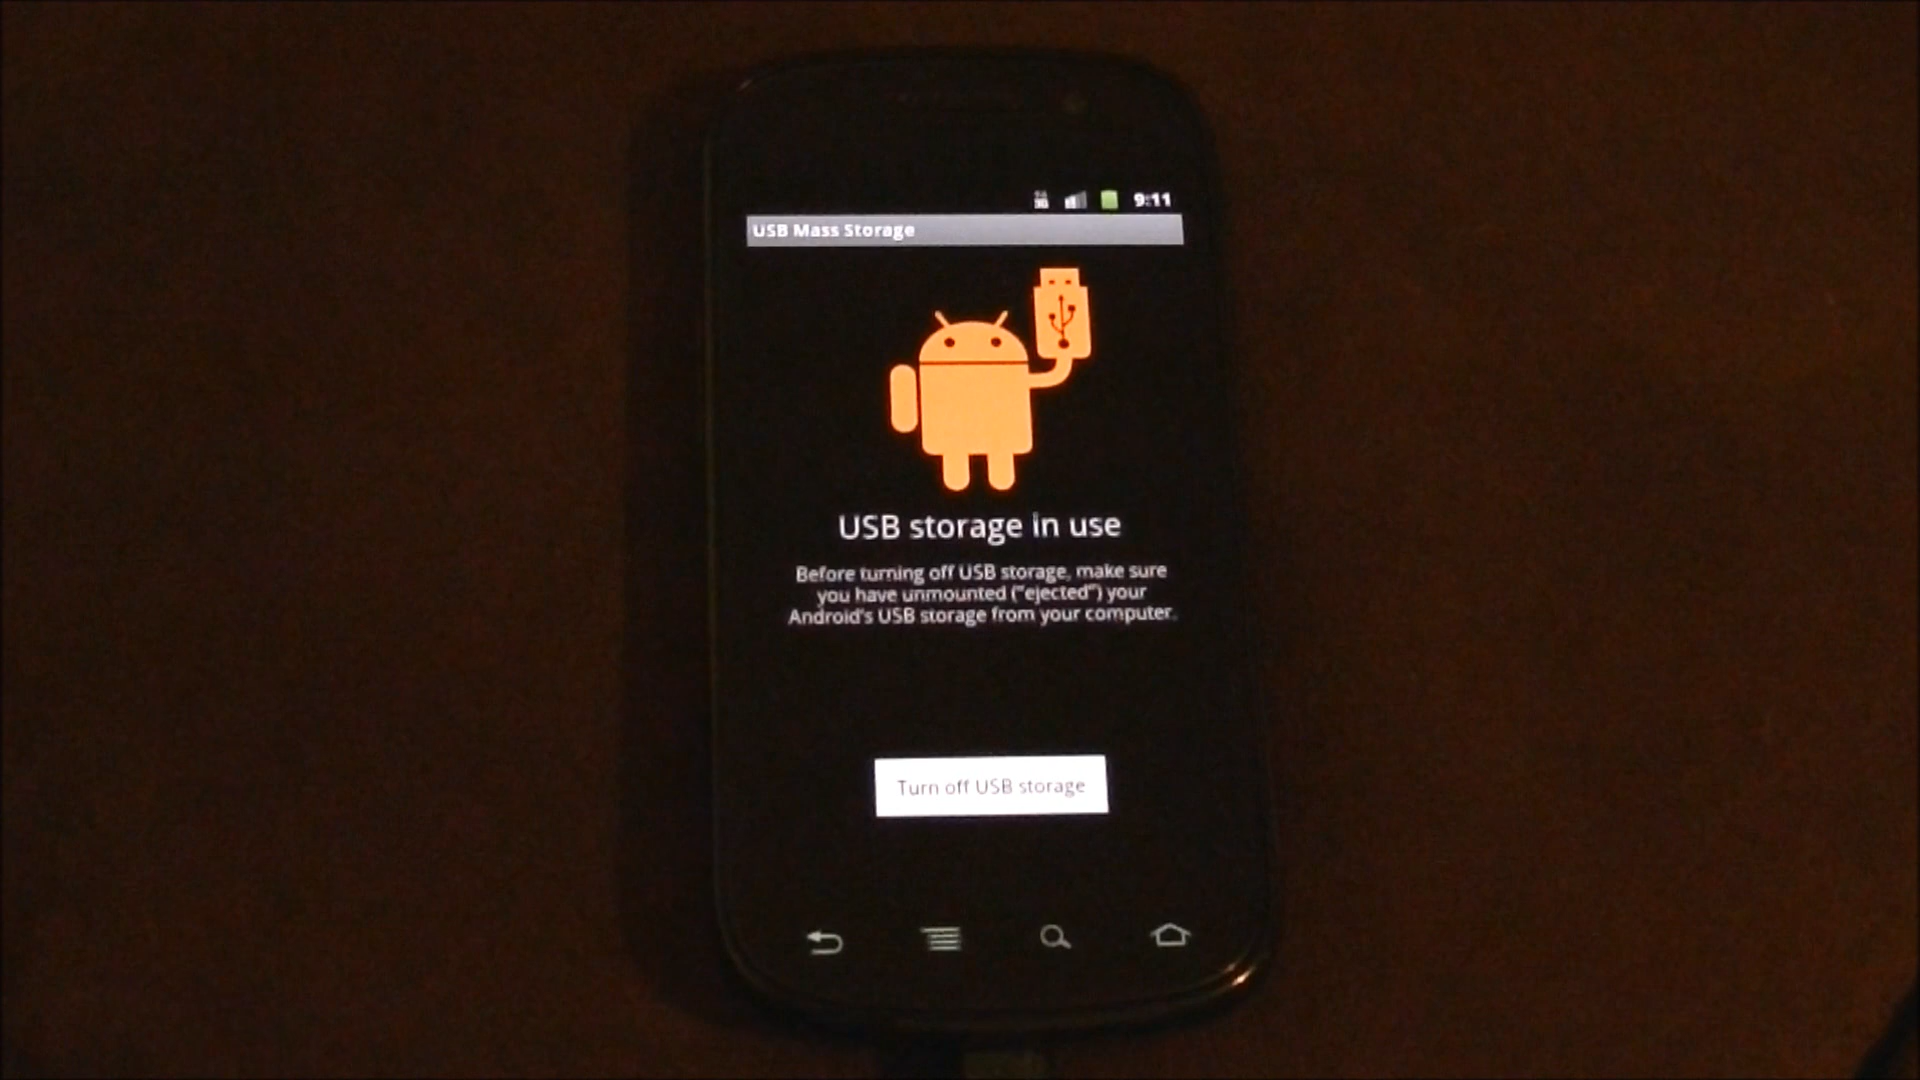 9:11
USB Mass Storage
USB storage in use
Before turning off USB storage, make sure
you have unmounted ("ejected") your
Android's USB storage from your computer.
Turn off USB storage